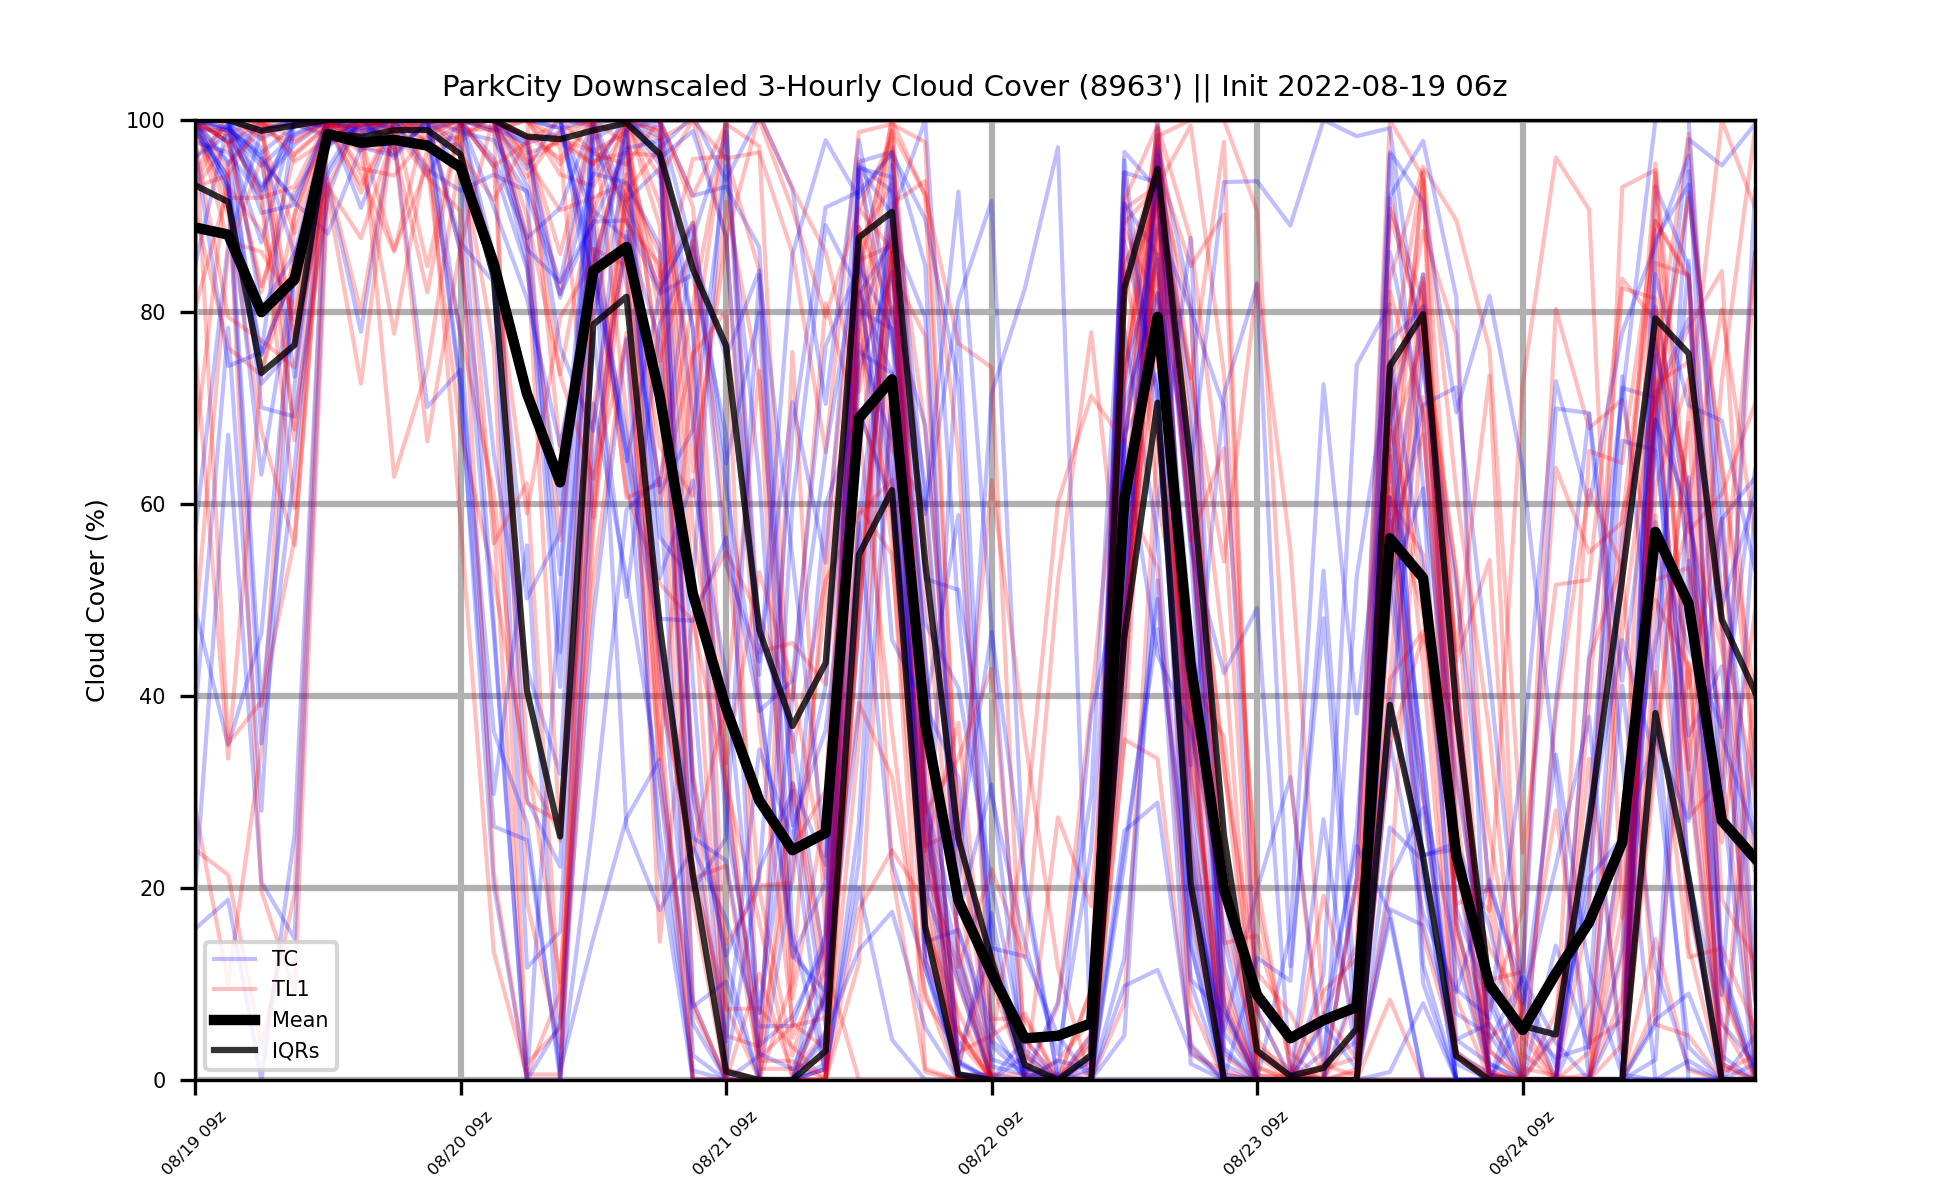 ParkCity Downscaled 3-Hourly Cloud Cover (8963') || Init 2022-08-19 06z
Cloud Cover (%)
100
80
60
40
20
0
TC
TL1
Mean
IQRs
08/19 09z
08/20 09z
08/21 09z
08/22 09z
08/23 09z
08/24 09z